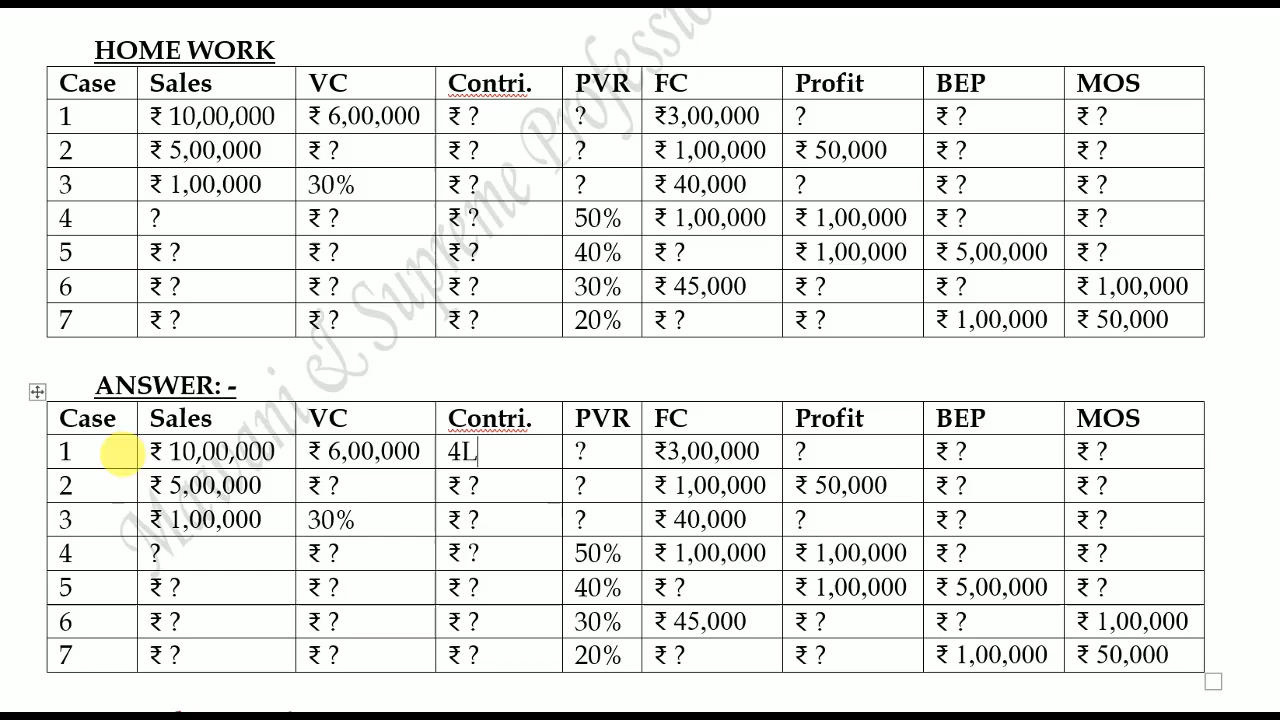 HOME WORK
Case Sales VC Contri. PVR FC Profit BEP MOS
1 ₹ 10,00,000 ₹ 6,00,000 ₹ ? ? ₹3,00,000 ? ₹ ? ₹ ?
2 ₹ 5,00,000 ₹ ? ₹ ? ? ₹ 1,00,000 ₹ 50,000 ₹ ? ₹ ?
3 ₹ 1,00,000 30% ₹ ? ? ₹ 40,000 ? ₹ ? ₹ ?
4 ? ₹ ? ₹ ? 50% ₹ 1,00,000 ₹ 1,00,000 ₹ ? ₹ ?
5 ₹ ? ₹ ? ₹ ? 40% ₹ ? ₹ 1,00,000 ₹ 5,00,000 ₹ ?
6 ₹ ? ₹ ? ₹ ? 30% ₹ 45,000 ₹ ? ₹ ? ₹ 1,00,000
7 ₹ ? ₹ ? ₹ ? 20% ₹ ? ₹ ? ₹ 1,00,000 ₹ 50,000
ANSWER: -
Case Sales VC Contri. PVR FC Profit BEP MOS
1 ₹ 10,00,000 ₹ 6,00,000 4L ? ₹3,00,000 ? ₹ ? ₹ ?
2 ₹ 5,00,000 ₹ ? ₹ ? ? ₹ 1,00,000 ₹ 50,000 ₹ ? ₹ ?
3 ₹ 1,00,000 30% ₹ ? ? ₹ 40,000 ? ₹ ? ₹ ?
4 ? ₹ ? ₹ ? 50% ₹ 1,00,000 ₹ 1,00,000 ₹ ? ₹ ?
5 ₹ ? ₹ ? ₹ ? 40% ₹ ? ₹ 1,00,000 ₹ 5,00,000 ₹ ?
6 ₹ ? ₹ ? ₹ ? 30% ₹ 45,000 ₹ ? ₹ ? ₹ 1,00,000
7 ₹ ? ₹ ? ₹ ? 20% ₹ ? ₹ ? ₹ 1,00,000 ₹ 50,000
& Supreme